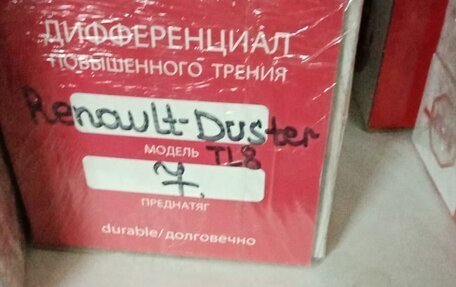 ДИФФЕРЕНЦИАЛ
ПОВЫШЕННОГО ТРЕНИЯ
Renault-Duster
МОДЕЛЬ TL8
7.
ПРЕДНАТЯГ
durable/долговечно